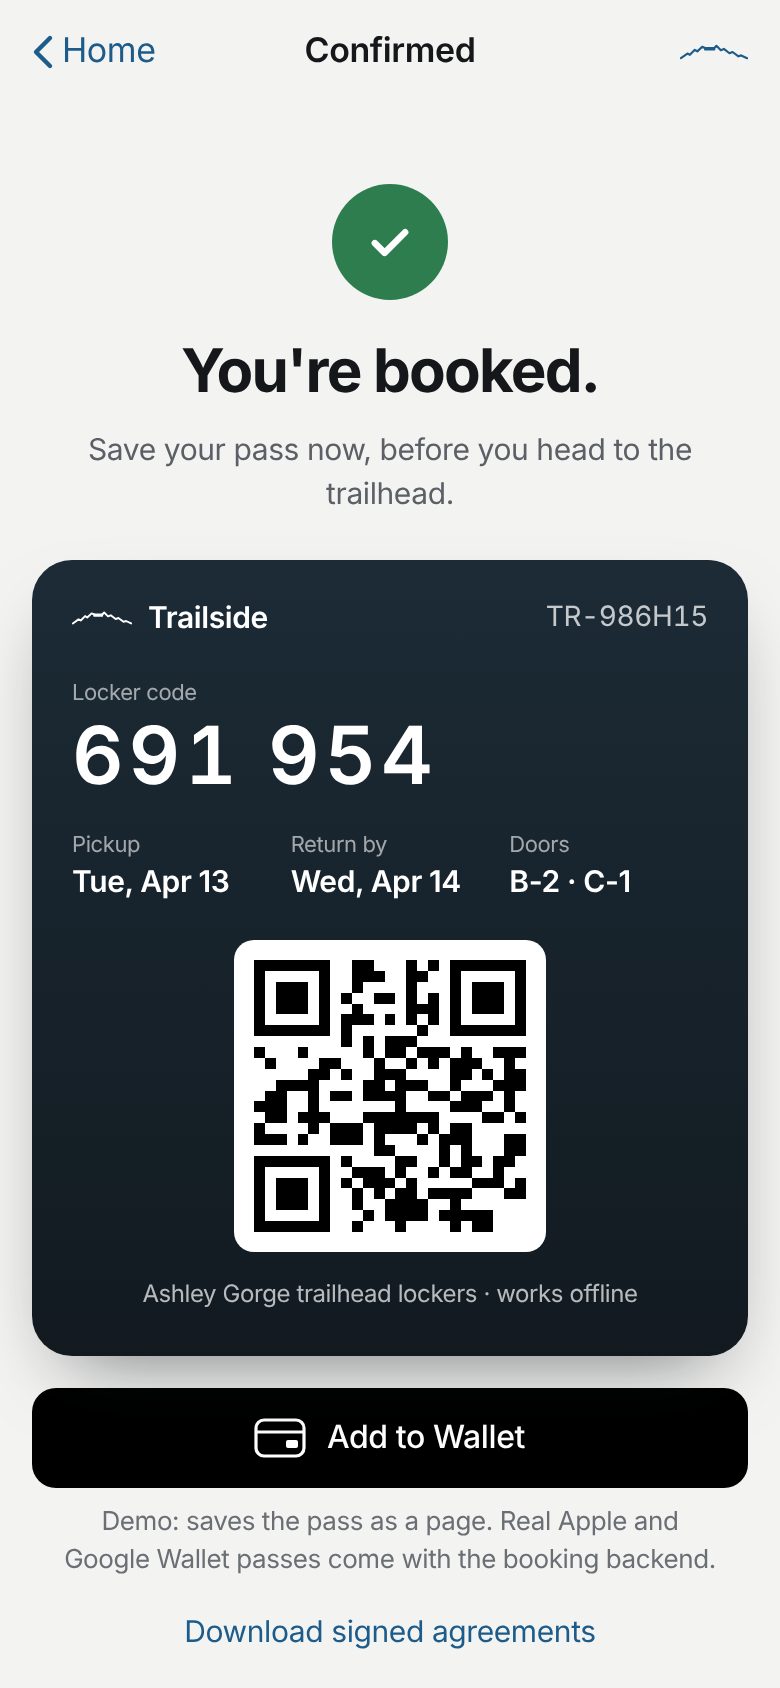 Home
Confirmed
You're booked.
Save your pass now, before you head to the
trailhead.
Trailside
TR-986H15
Locker code
691 954
Pickup
Return by
Doors
Tue, Apr 13
Wed, Apr 14
B-2 · C-1
Ashley Gorge trailhead lockers · works offline
Add to Wallet
Demo: saves the pass as a page. Real Apple and
Google Wallet passes come with the booking backend.
Download signed agreements